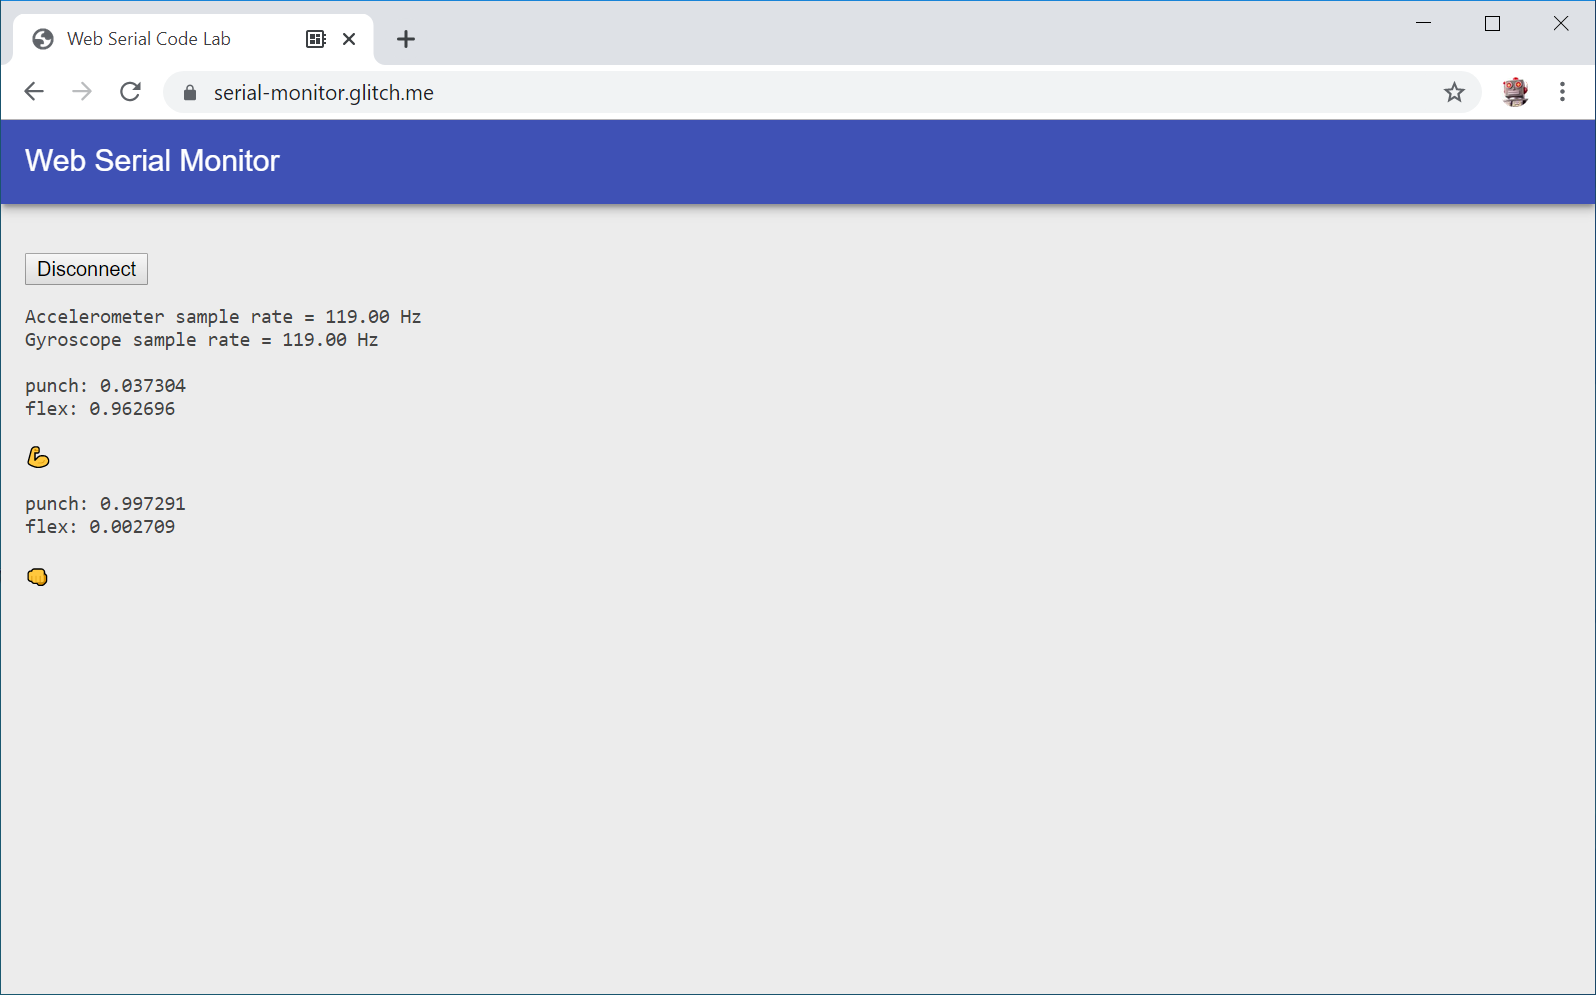 Web Serial Code Lab
serial-monitor.glitch.me
Web Serial Monitor
Disconnect
Accelerometer sample rate = 119.00 Hz
Gyroscope sample rate = 119.00 Hz
punch: 0.037304
flex: 0.962696
💪
punch: 0.997291
flex: 0.002709
👊